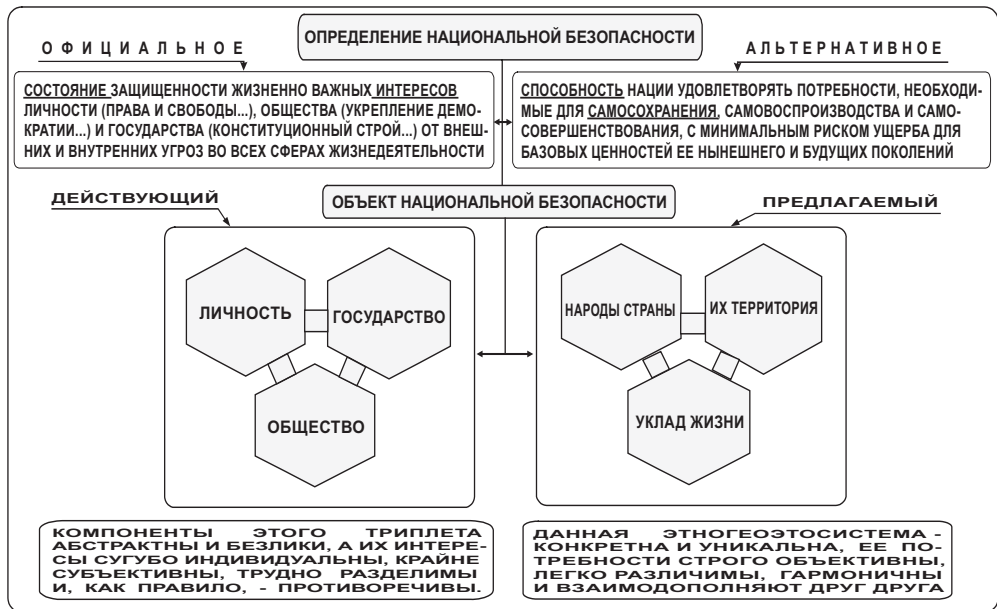 ОПРЕДЕЛЕНИЕ НАЦИОНАЛЬНОЙ БЕЗОПАСНОСТИ
ОФИЦИАЛЬНОЕ
АЛЬТЕРНАТИВНОЕ
СОСТОЯНИЕ ЗАЩИЩЕННОСТИ ЖИЗНЕННО ВАЖНЫХ ИНТЕРЕСОВ
ЛИЧНОСТИ (ПРАВА И СВОБОДЫ...), ОБЩЕСТВА (УКРЕПЛЕНИЕ ДЕМО-
КРАТИИ...) И ГОСУДАРСТВА (КОНСТИТУЦИОННЫЙ СТРОЙ...) ОТ ВНЕШ-
НИХ И ВНУТРЕННИХ УГРОЗ ВО ВСЕХ СФЕРАХ ЖИЗНЕДЕЯТЕЛЬНОСТИ
СПОСОБНОСТЬ НАЦИИ УДОВЛЕТВОРЯТЬ ПОТРЕБНОСТИ, НЕОБХОДИ-
МЫЕ ДЛЯ САМОСОХРАНЕНИЯ, САМОВОСПРОИЗВОДСТВА И САМО-
СОВЕРШЕНСТВОВАНИЯ, С МИНИМАЛЬНЫМ РИСКОМ УЩЕРБА ДЛЯ
БАЗОВЫХ ЦЕННОСТЕЙ ЕЕ НЫНЕШНЕГО И БУДУЩИХ ПОКОЛЕНИЙ
ОБЪЕКТ НАЦИОНАЛЬНОЙ БЕЗОПАСНОСТИ
ДЕЙСТВУЮЩИЙ
ПРЕДЛАГАЕМЫЙ
ЛИЧНОСТЬ
ГОСУДАРСТВО
ОБЩЕСТВО
НАРОДЫ СТРАНЫ
ИХ ТЕРРИТОРИЯ
УКЛАД ЖИЗНИ
КОМПОНЕНТЫ ЭТОГО ТРИПЛЕТА
АБСТРАКТНЫ И БЕЗЛИКИ, А ИХ ИНТЕРЕ-
СЫ СУГУБО ИНДИВИДУАЛЬНЫ, КРАЙНЕ
СУБЪЕКТИВНЫ, ТРУДНО РАЗДЕЛИМЫ
И, КАК ПРАВИЛО, - ПРОТИВОРЕЧИВЫ.
ДАННАЯ ЭТНОГЕОЭТОСИСТЕМА -
КОНКРЕТНА И УНИКАЛЬНА, ЕЕ ПО-
ТРЕБНОСТИ СТРОГО ОБЪЕКТИВНЫ,
ЛЕГКО РАЗЛИЧИМЫ, ГАРМОНИЧНЫ
И ВЗАИМОДОПОЛНЯЮТ ДРУГ ДРУГА